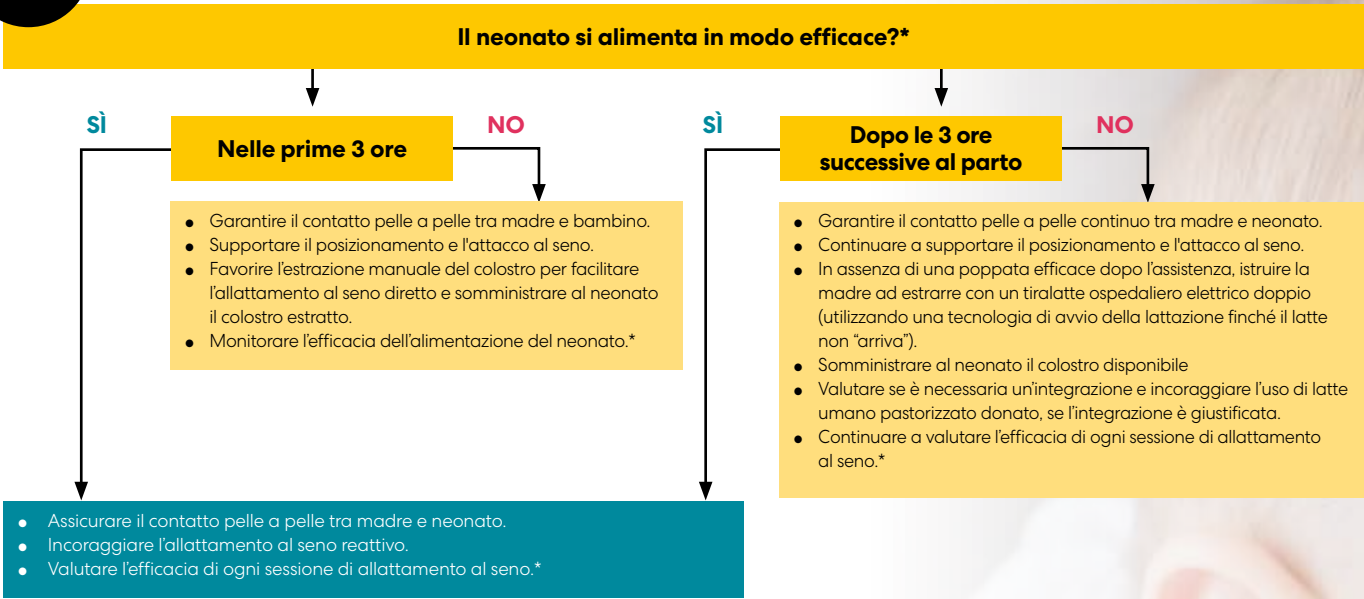 Il neonato si alimenta in modo efficace?*
SÌ
Nelle prime 3 ore
NO
• Garantire il contatto pelle a pelle tra madre e bambino.
• Supportare il posizionamento e l'attacco al seno.
• Favorire l’estrazione manuale del colostro per facilitare
l’allattamento al seno diretto e somministrare al neonato
il colostro estratto.
• Monitorare l’efficacia dell’alimentazione del neonato.*
SÌ
Dopo le 3 ore
successive al parto
NO
• Garantire il contatto pelle a pelle continuo tra madre e neonato.
• Continuare a supportare il posizionamento e l'attacco al seno.
• In assenza di una poppata efficace dopo l’assistenza, istruire la
madre ad estrarre con un tiralatte ospedaliero elettrico doppio
(utilizzando una tecnologia di avvio della lattazione finché il latte
non “arriva”).
• Somministrare al neonato il colostro disponibile
• Valutare se è necessaria un’integrazione e incoraggiare l’uso di latte
umano pastorizzato donato, se l’integrazione è giustificata.
• Continuare a valutare l’efficacia di ogni sessione di allattamento
al seno.*
• Assicurare il contatto pelle a pelle tra madre e neonato.
• Incoraggiare l’allattamento al seno reattivo.
• Valutare l’efficacia di ogni sessione di allattamento al seno.*